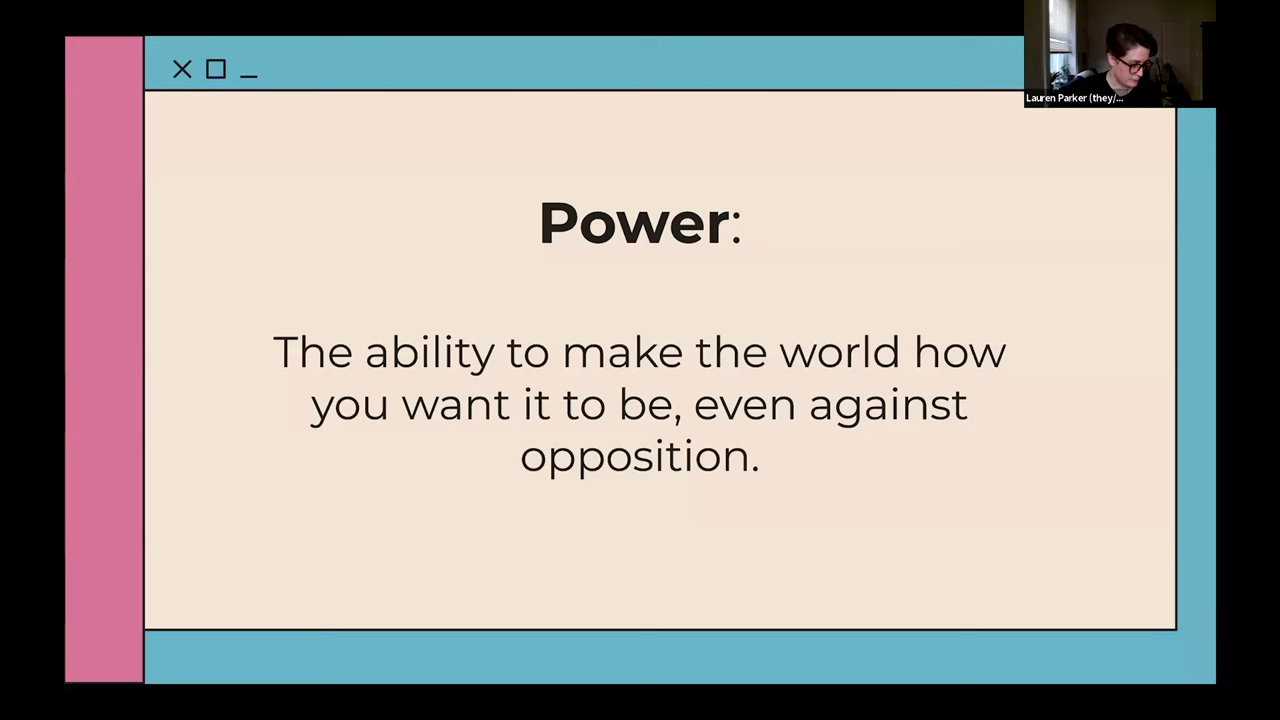 Lauren Parker (they/...
Power:
The ability to make the world how
you want it to be, even against
opposition.